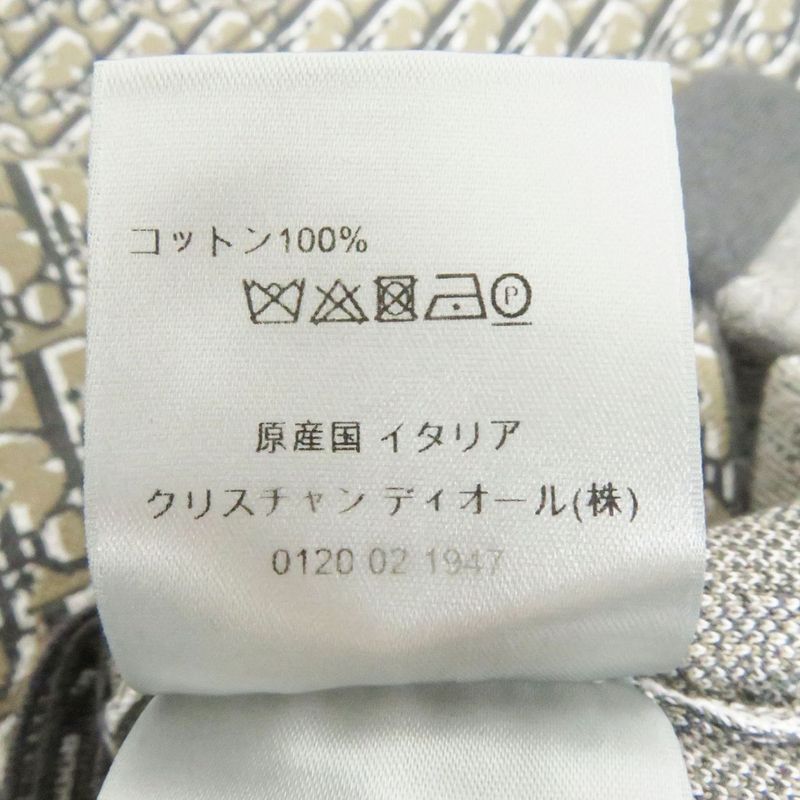 コットン100%
P
原産国 イタリア
クリスチャン ディオール(株)
0120 02 1947